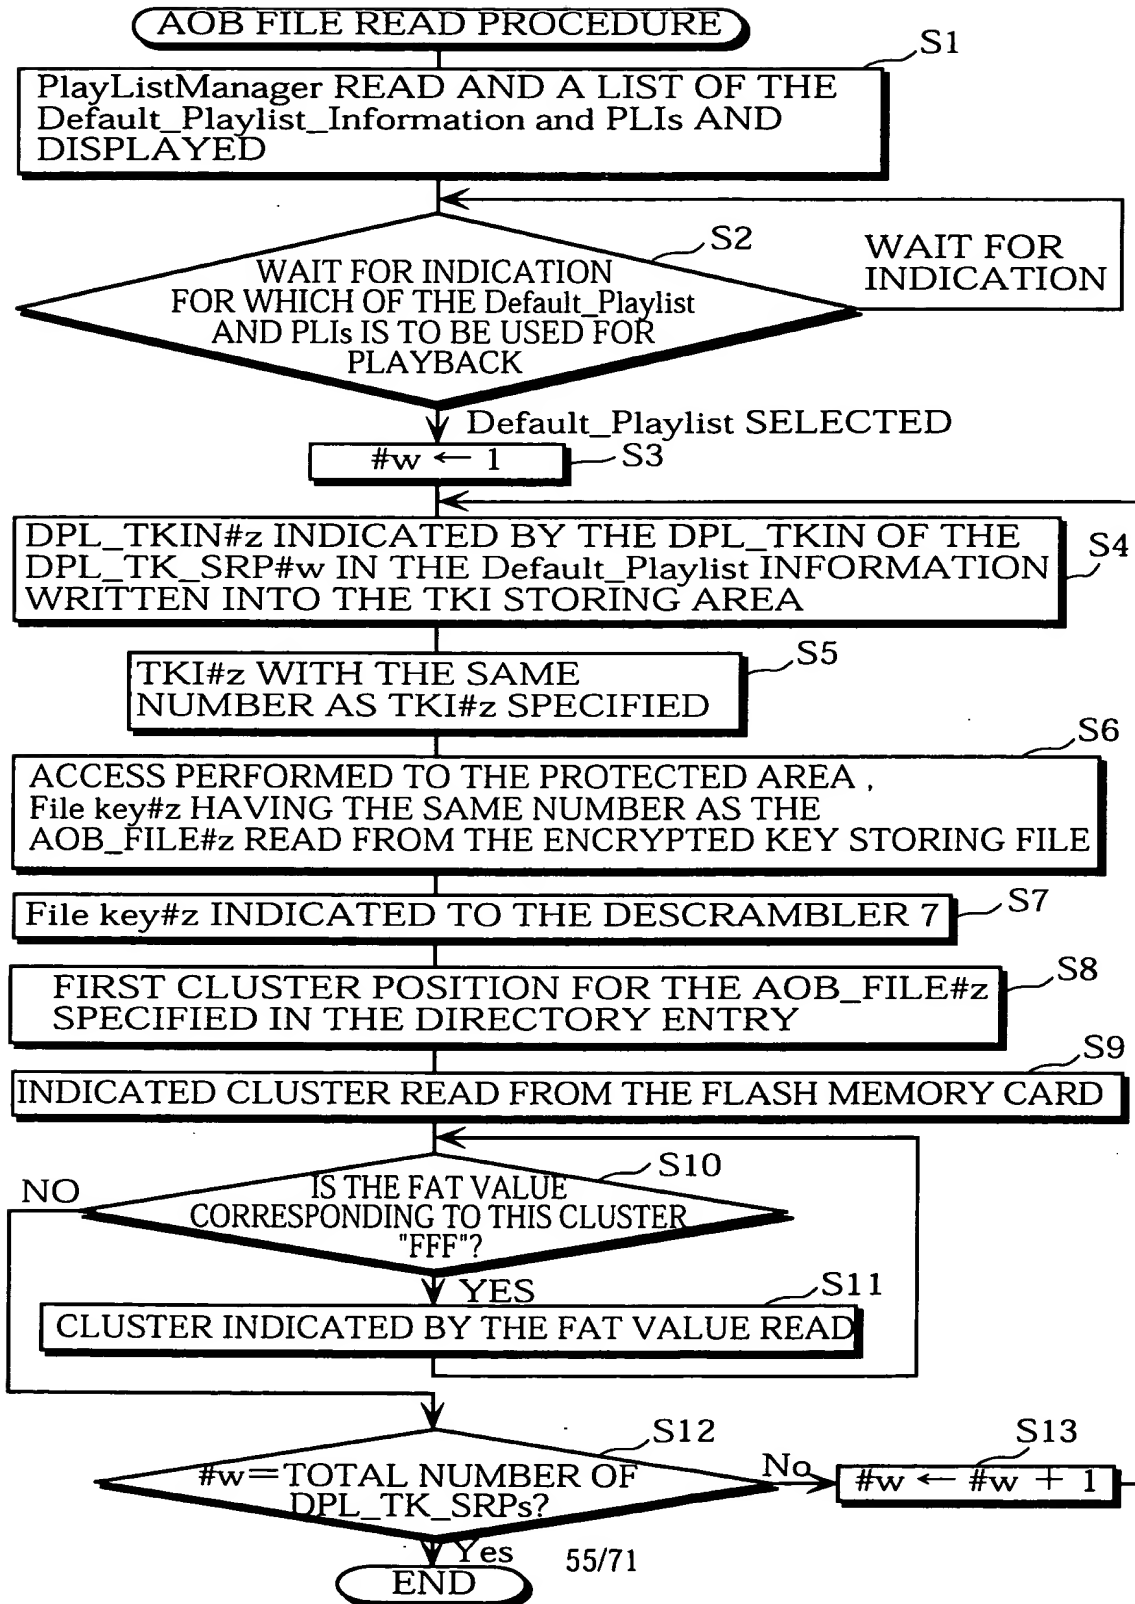 AOB FILE READ PROCEDURE
S1
PlayListManager READ AND A LIST OF THE
Default_Playlist_Information and PLIs AND
DISPLAYED
S2
WAIT FOR INDICATION
FOR WHICH OF THE Default_Playlist
AND PLIs IS TO BE USED FOR
PLAYBACK
WAIT FOR
INDICATION
Default_Playlist SELECTED
#w ← 1
S3
DPL_TKIN#z INDICATED BY THE DPL_TKIN OF THE
DPL_TK_SRP#w IN THE Default_Playlist INFORMATION
WRITTEN INTO THE TKI STORING AREA
S4
TKI#z WITH THE SAME
NUMBER AS TKI#z SPECIFIED
S5
S6
ACCESS PERFORMED TO THE PROTECTED AREA ,
File key#z HAVING THE SAME NUMBER AS THE
AOB_FILE#z READ FROM THE ENCRYPTED KEY STORING FILE
File key#z INDICATED TO THE DESCRAMBLER 7
S7
FIRST CLUSTER POSITION FOR THE AOB_FILE#z
SPECIFIED IN THE DIRECTORY ENTRY
S8
S9
INDICATED CLUSTER READ FROM THE FLASH MEMORY CARD
S10
NO
IS THE FAT VALUE
CORRESPONDING TO THIS CLUSTER
"FFF"?
YES
S11
CLUSTER INDICATED BY THE FAT VALUE READ
S12
#w=TOTAL NUMBER OF
DPL_TK_SRPs?
No
S13
#w ← #w + 1
Yes
55/71
END